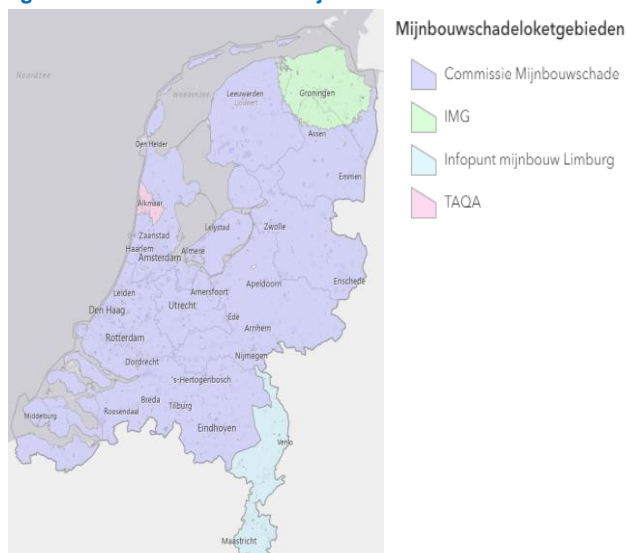 Mijnbouwschadeloketgebieden
Commissie Mijnbouwschade
IMG
Infopunt mijnbouw Limburg
TAQA
Noordzee
Waddenzee
Leeuwarden
Groningen
Assen
Den Helder
Emmen
Alkmaar
Lelystad
Zwolle
Zaanstad
Haarlem
Almere
Amsterdam
Leiden
Amersfoort
Apeldoorn
Enschede
Den Haag
Utrecht
Ede
Arnhem
Rotterdam
Dordrecht
Nijmegen
's-Hertogenbosch
Middelburg
Roosendaal
Breda
Tilburg
Eindhoven
Venlo
Maastricht